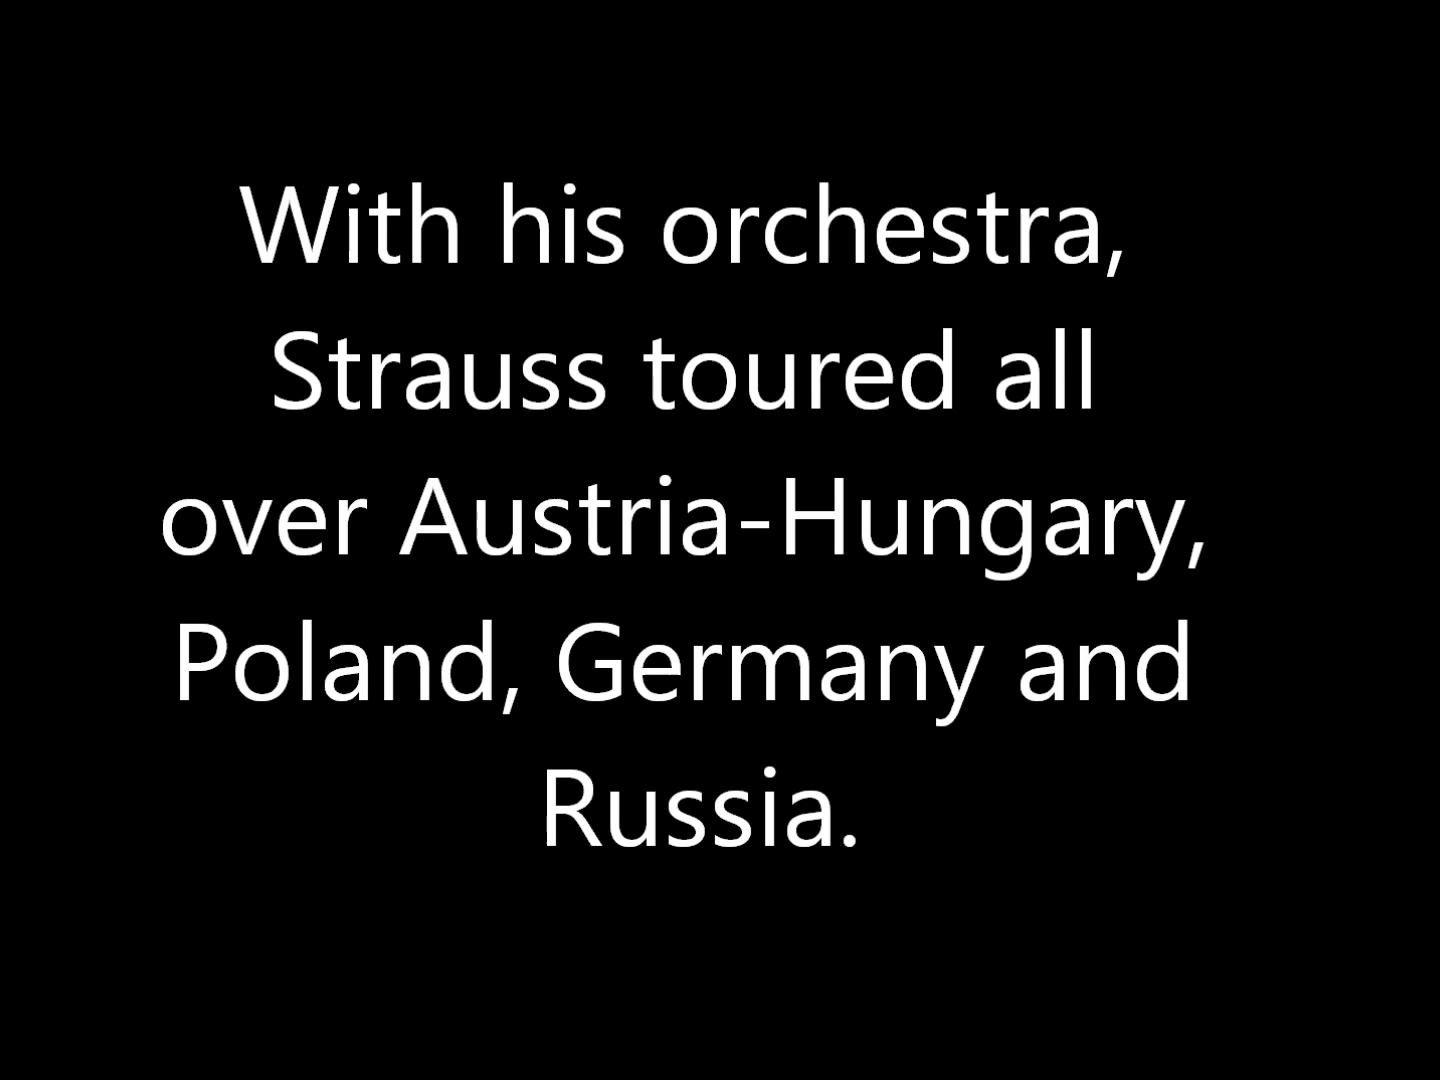 With his orchestra,
Strauss toured all
over Austria-Hungary,
Poland, Germany and
Russia.